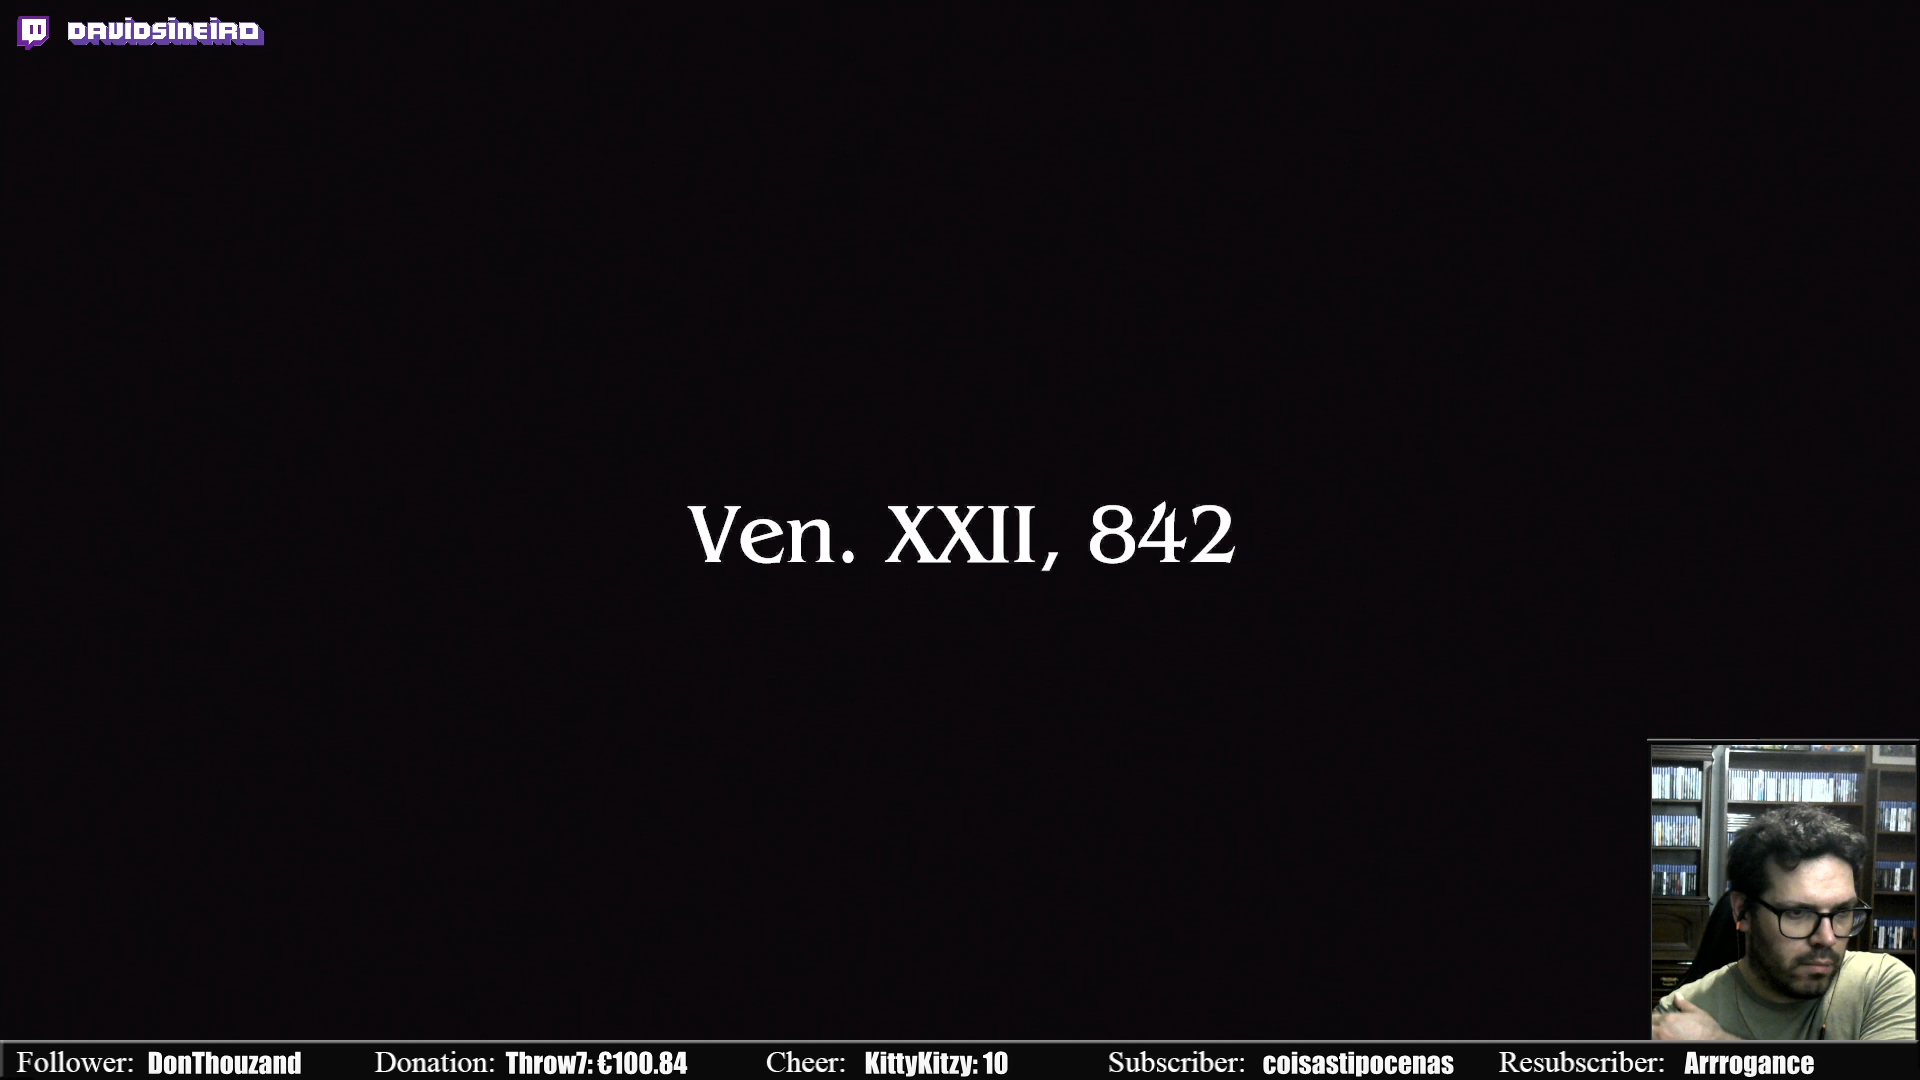 DAVIDSINEIRO
Ven. XXII, 842
Follower: DonThouzand Donation: Throw7: €100.84 Cheer: KittyKitzy: 10 Subscriber: coisastipocenas Resubscriber: Arrrogance